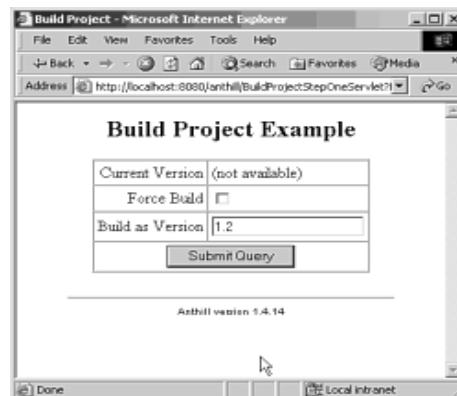 Build Project - Microsoft Internet Explorer
File Edit View Favorites Tools Help
Back Search Favorites Media
Address http://localhost:8080/anthill/BuildProjectStepOneServlet? Go
Build Project Example
Current Version (not available)
Force Build
Build as Version 1.2
Submit Query
Anthill version 1.4.14
Done Local intranet